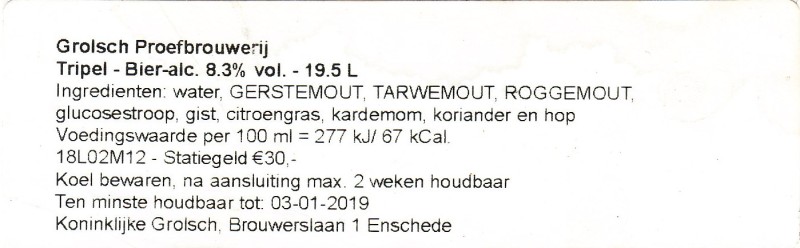 Grolsch Proefbrouwerij
Tripel - Bier-alc. 8.3% vol. - 19.5 L
Ingredienten: water, GERSTEMOUT, TARWEMOUT, ROGGEMOUT,
glucosestroop, gist, citroengras, kardemom, koriander en hop
Voedingswaarde per 100 ml = 277 kJ/ 67 kCal.
18L02M12 - Statiegeld €30,-
Koel bewaren, na aansluiting max. 2 weken houdbaar
Ten minste houdbaar tot: 03-01-2019
Koninklijke Grolsch, Brouwerslaan 1 Enschede